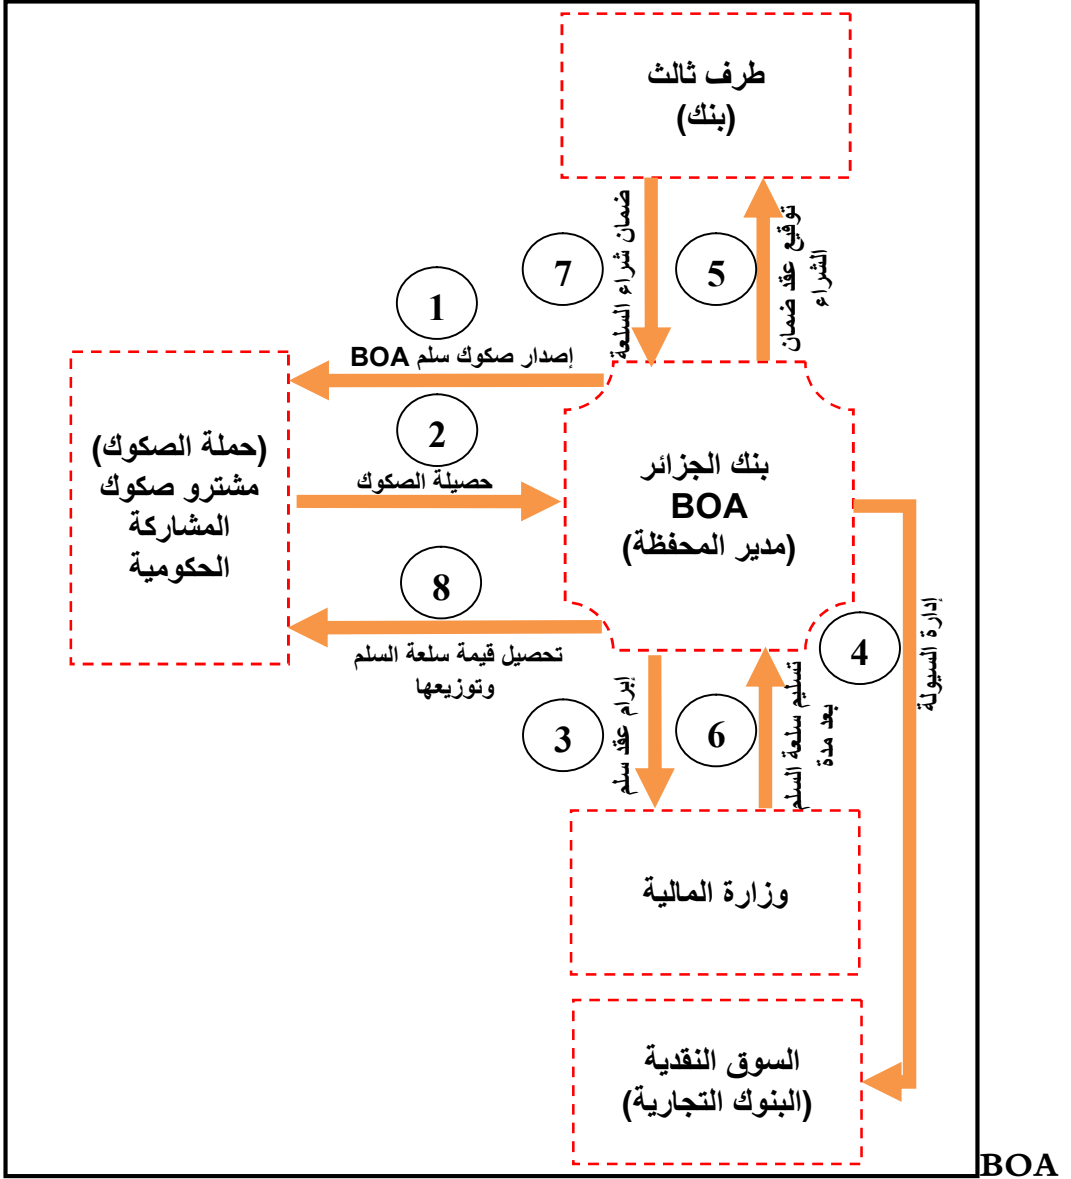 طرف ثالث
(بنك)
ضمان شراء السلعة
7
5
توقيع عقد ضمان
الشراء
1
إصدار صكوك سلم BOA
2
حصيلة الصكوك
(حملة الصكوك)
مشترو صكوك
المشاركة
الحكومية
بنك الجزائر
BOA
(مدير المحفظة)
8
تحصيل قيمة سلعة السلم
وتوزيعها
3
إبرام عقد سلم
6
تسليم سلعة السلم
بعد مدة
4
إدارة السيولة
وزارة المالية
السوق النقدية
(البنوك التجارية)
BOA